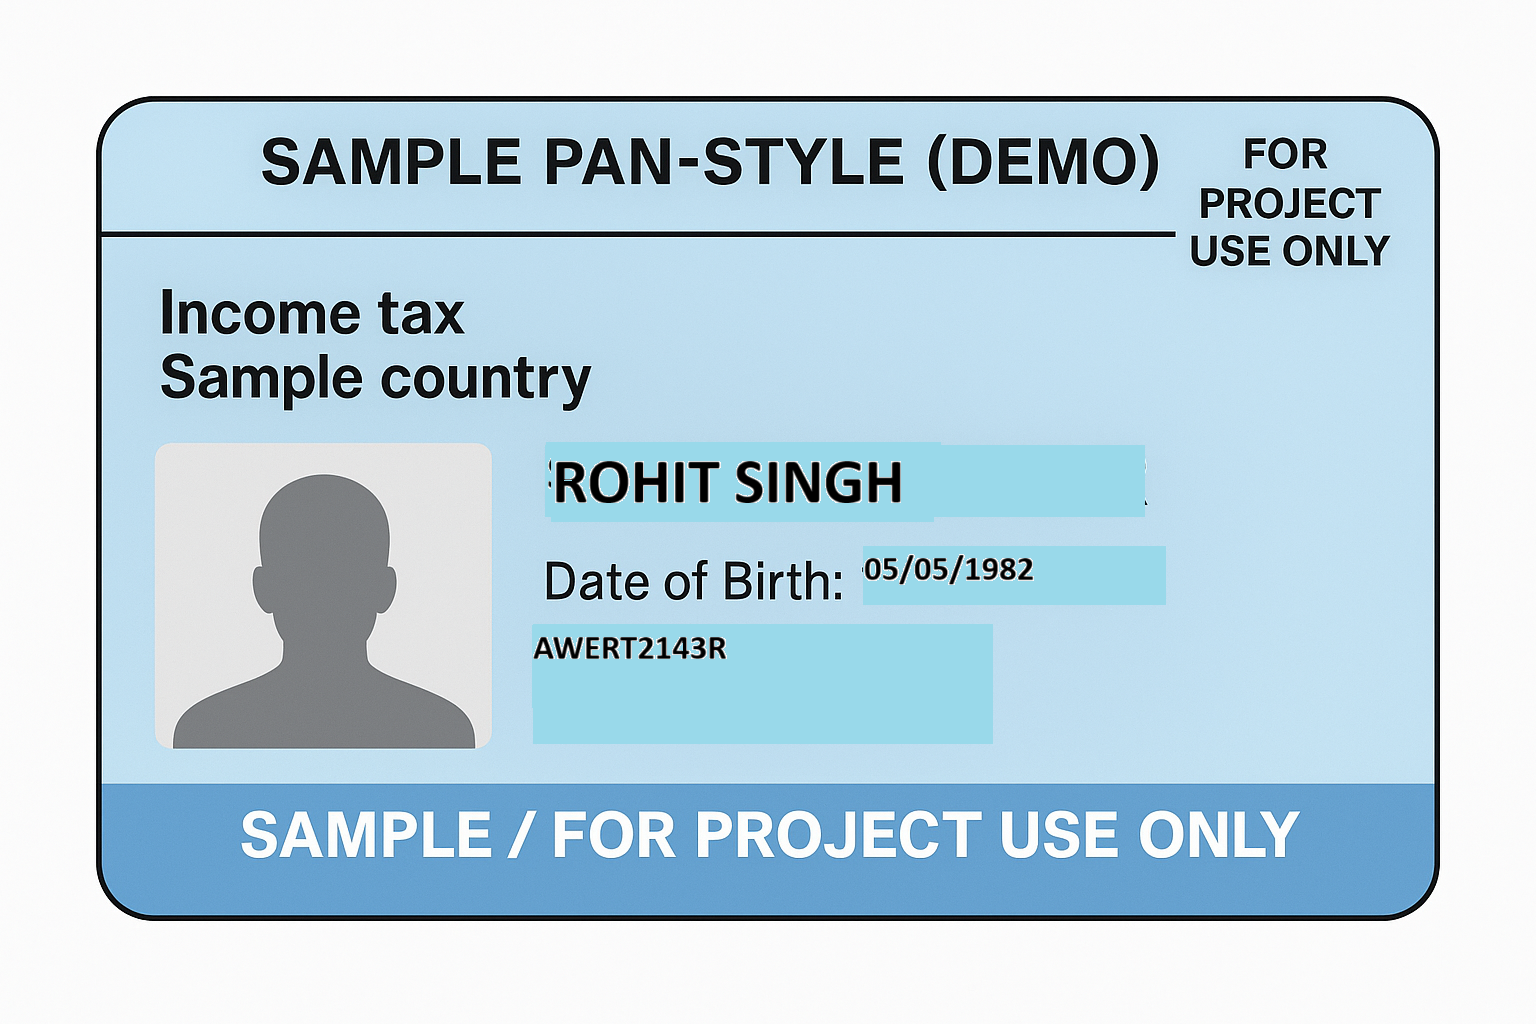 SAMPLE PAN-STYLE (DEMO)
FOR
PROJECT
USE ONLY
Income tax
Sample country
ROHIT SINGH
Date of Birth: 05/05/1982
AWERT2143R
SAMPLE / FOR PROJECT USE ONLY